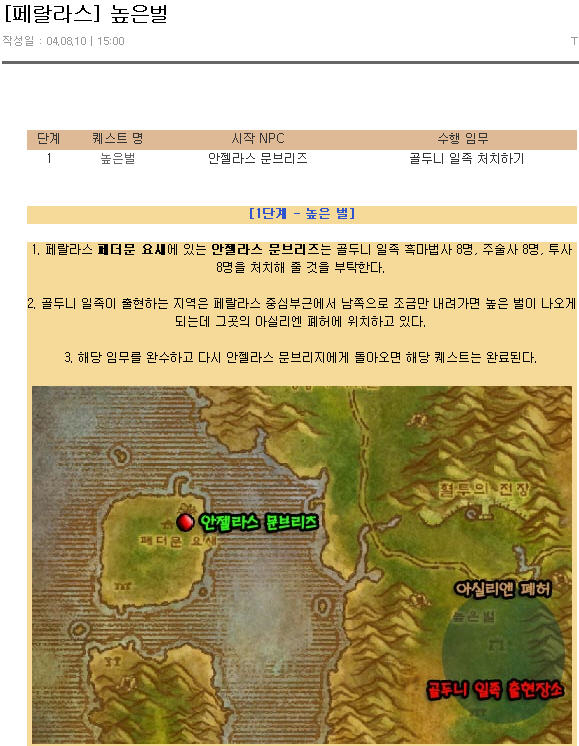 [페랄라스] 높은벌
작성일 : 04,08,10 | 15:00
T
단계 퀘스트 명 시작 NPC 수행 임무
1 높은벌 안젤라스 문브리즈 골두니 일족 처치하기
[1단계 - 높은 벌]
1. 페랄라스 페더문 요새에 있는 안젤라스 문브리즈는 골두니 일족 흑마법사 8명, 주술사 8명, 투사
8명을 처치해 줄 것을 부탁한다.
2. 골두니 일족이 출현하는 지역은 페랄라스 중심부근에서 남쪽으로 조금만 내려가면 높은 벌이 나오게
되는데 그곳의 아실리엔 폐허에 위치하고 있다.
3. 해당 임무를 완수하고 다시 안젤라스 문브리지에게 돌아오면 해당 퀘스트는 완료된다.
혈투의 전장
안젤라스 문브리즈
페더문 요새
아실리엔 폐허
높은벌
골두니 일족 출현장소